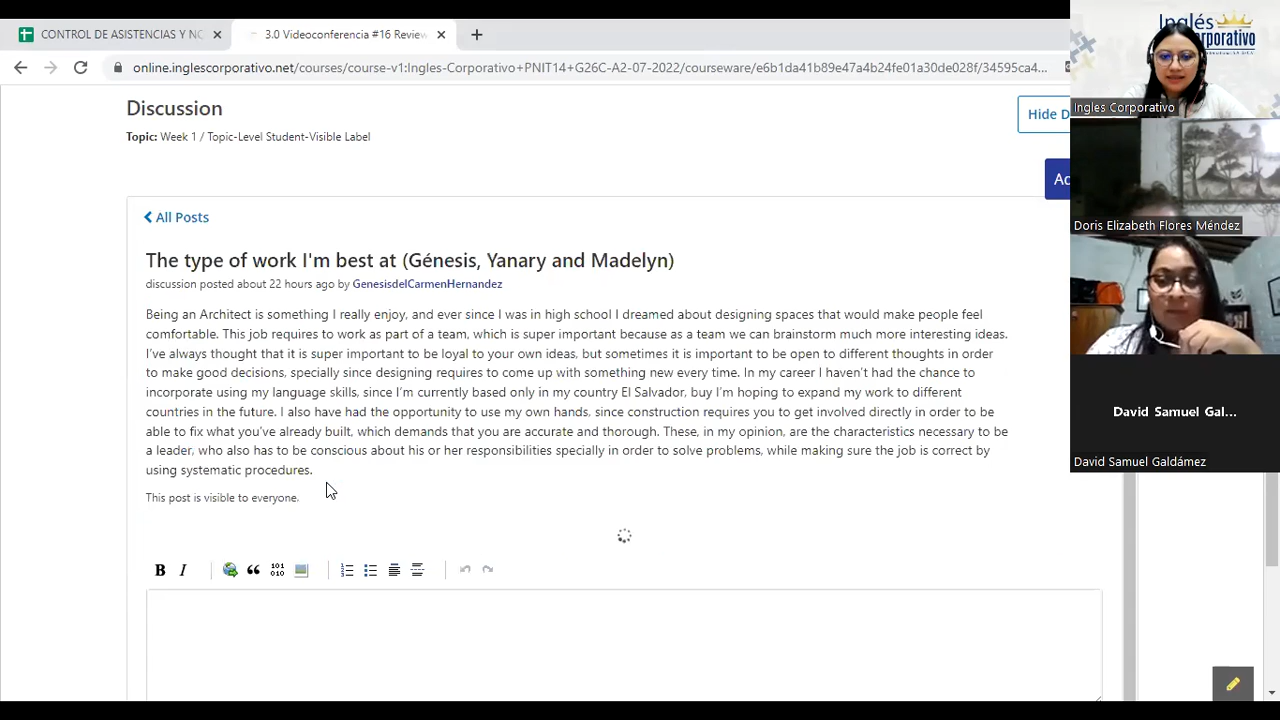 CONTROL DE ASISTENCIAS Y NO
3.0 Videoconferencia #16 Review
online.inglescorporativo.net/courses/course-v1:Ingles-Corporativo+PNIT14+G26C-A2-07-2022/courseware/e6b1da41b89e47a4b24fe01a30de028f/34595ca4...
Discussion
Topic: Week 1 / Topic-Level Student-Visible Label
Hide D
All Posts
The type of work I'm best at (Génesis, Yanary and Madelyn)
discussion posted about 22 hours ago by GenesisdelCarmenHernandez
Being an Architect is something I really enjoy, and ever since I was in high school I dreamed about designing spaces that would make people feel
comfortable. This job requires to work as part of a team, which is super important because as a team we can brainstorm much more interesting ideas.
I've always thought that it is super important to be loyal to your own ideas, but sometimes it is important to be open to different thoughts in order
to make good decisions, specially since designing requires to come up with something new every time. In my career I haven't had the chance to
incorporate using my language skills, since I'm currently based only in my country El Salvador, buy I'm hoping to expand my work to different
countries in the future. I also have had the opportunity to use my own hands, since construction requires you to get involved directly in order to be
able to fix what you've already built, which demands that you are accurate and thorough. These, in my opinion, are the characteristics necessary to be
a leader, who also has to be conscious about his or her responsibilities specially in order to solve problems, while making sure the job is correct by
using systematic procedures.
This post is visible to everyone.
B I
Inglés
Corporativo
Ingles Corporativo
Doris Elizabeth Flores Méndez
David Samuel Gal...
David Samuel Galdámez